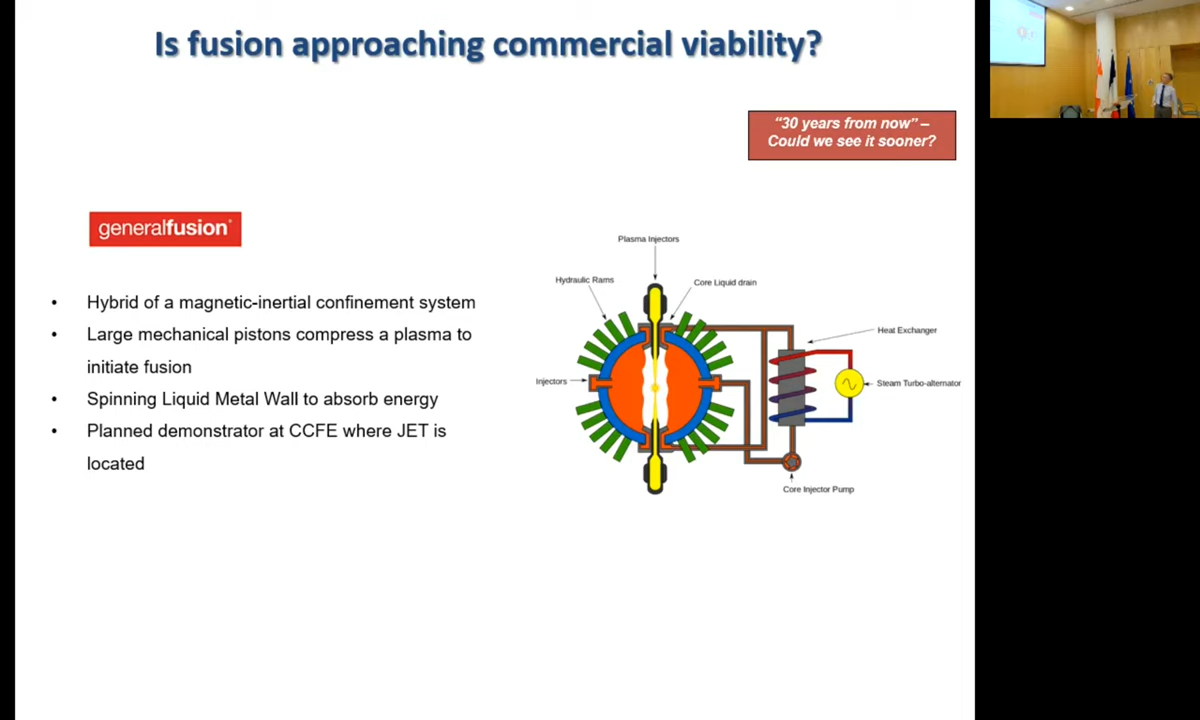 Is fusion approaching commercial viability?
“30 years from now” –
Could we see it sooner?
generalfusion
• Hybrid of a magnetic-inertial confinement system
• Large mechanical pistons compress a plasma to
initiate fusion
• Spinning Liquid Metal Wall to absorb energy
• Planned demonstrator at CCFE where JET is
located
Plasma Injectors
Hydraulic Rams
Core Liquid drain
Heat Exchanger
Injectors
Steam Turbo-alternator
Core Injector Pump